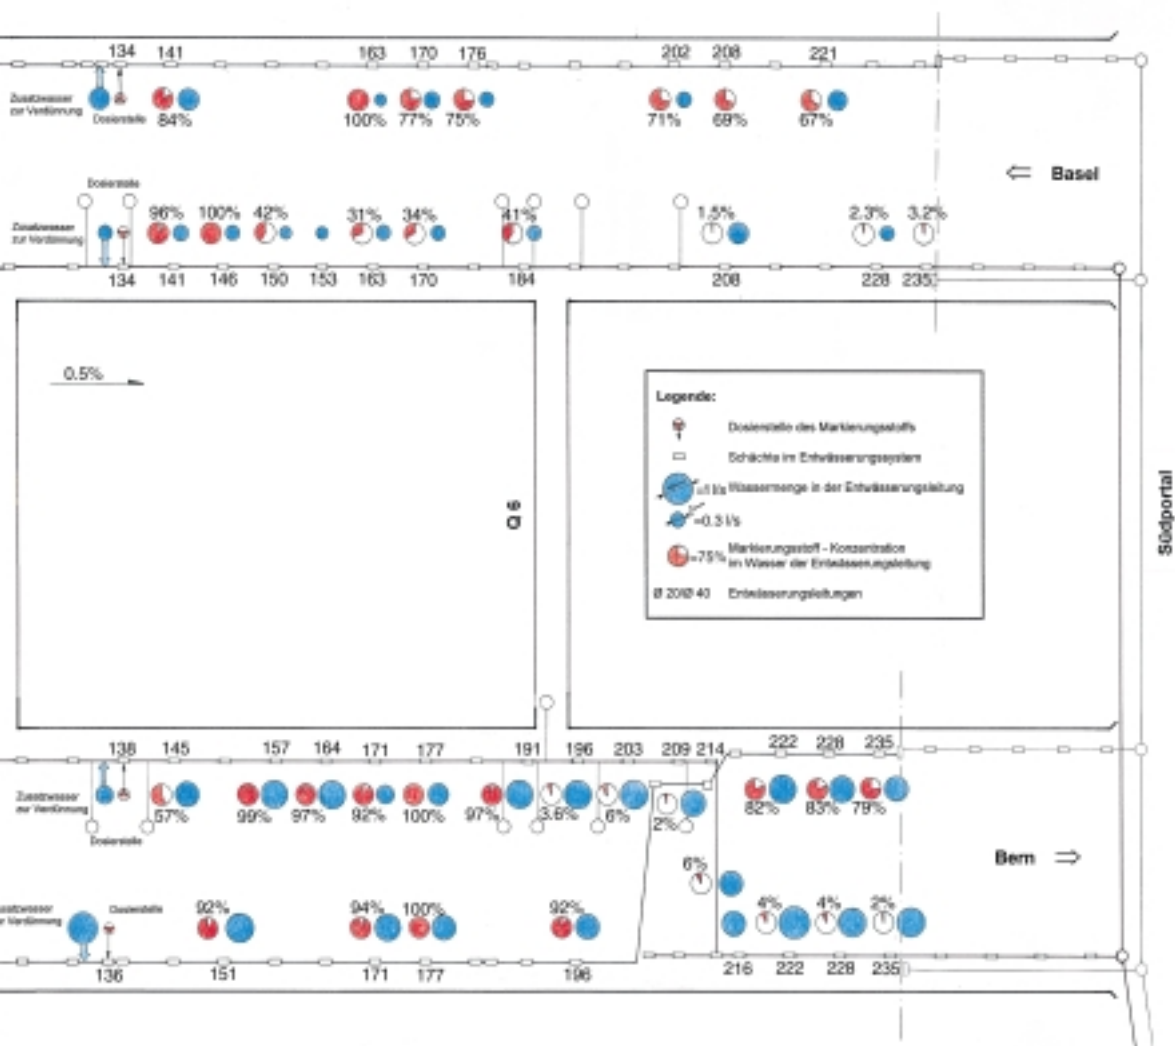 134 141 163 170 176 202 208 221
Zusatzwasser
zur Verdünnung
Dosierstelle
84% 100% 77% 75% 71% 69% 67%
Basel
Dosierstelle
96% 100% 42% 31% 34% 41% 1.5% 2.3% 3.2%
Zusatzwasser
zur Verdünnung
134 141 146 150 153 163 170 184 208 228 235
0.5%
Q 6
Legende:
Dosierstelle des Markierungsstoffs
Schächte im Entwässerungssystem
=1 l/s Wassermenge in der Entwässerungsleitung
=0.3 l/s
=75% Markierungsstoff - Konzentration
im Wasser der Entwässerungsleitung
Ø 20/Ø 40 Entwässerungsleitungen
Südportal
138 145 157 164 171 177 191 196 203 209 214 222 228 235
Zusatzwasser
zur Verdünnung
57% 99% 97% 92% 100% 97% 3.6% 6% 2% 82% 83% 79%
Dosierstelle
Bern
6%
Zusatzwasser
zur Verdünnung
Dosierstelle
92% 94% 100% 92% 4% 4% 2%
136 151 171 177 196 216 222 228 235